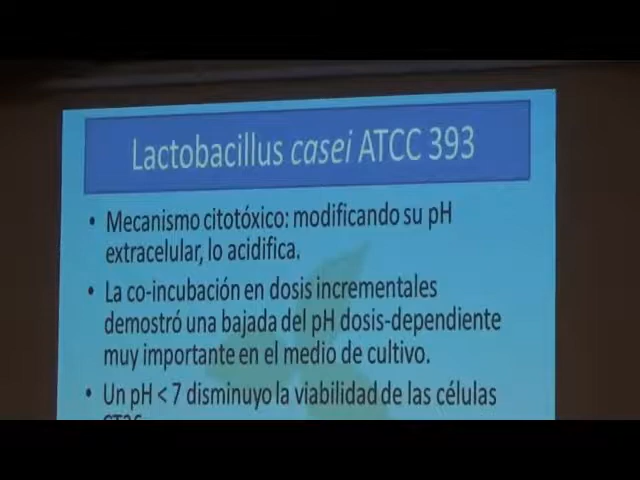 Lactobacillus casei ATCC 393
• Mecanismo citotóxico: modificando su pH
extracelular, lo acidifica.
• La co-incubación en dosis incrementales
demostró una bajada del pH dosis-dependiente
muy importante en el medio de cultivo.
• Un pH < 7 disminuyo la viabilidad de las células